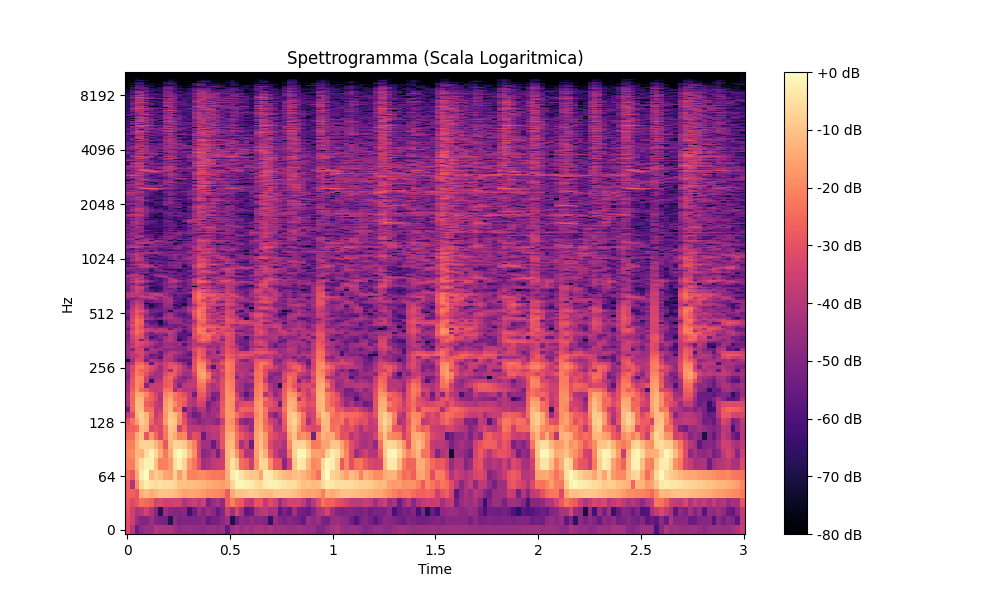 Spettrogramma (Scala Logaritmica)
Hz
8192
4096
2048
1024
512
256
128
64
0
0
0.5
1
1.5
2
2.5
3
Time
+0 dB
-10 dB
-20 dB
-30 dB
-40 dB
-50 dB
-60 dB
-70 dB
-80 dB